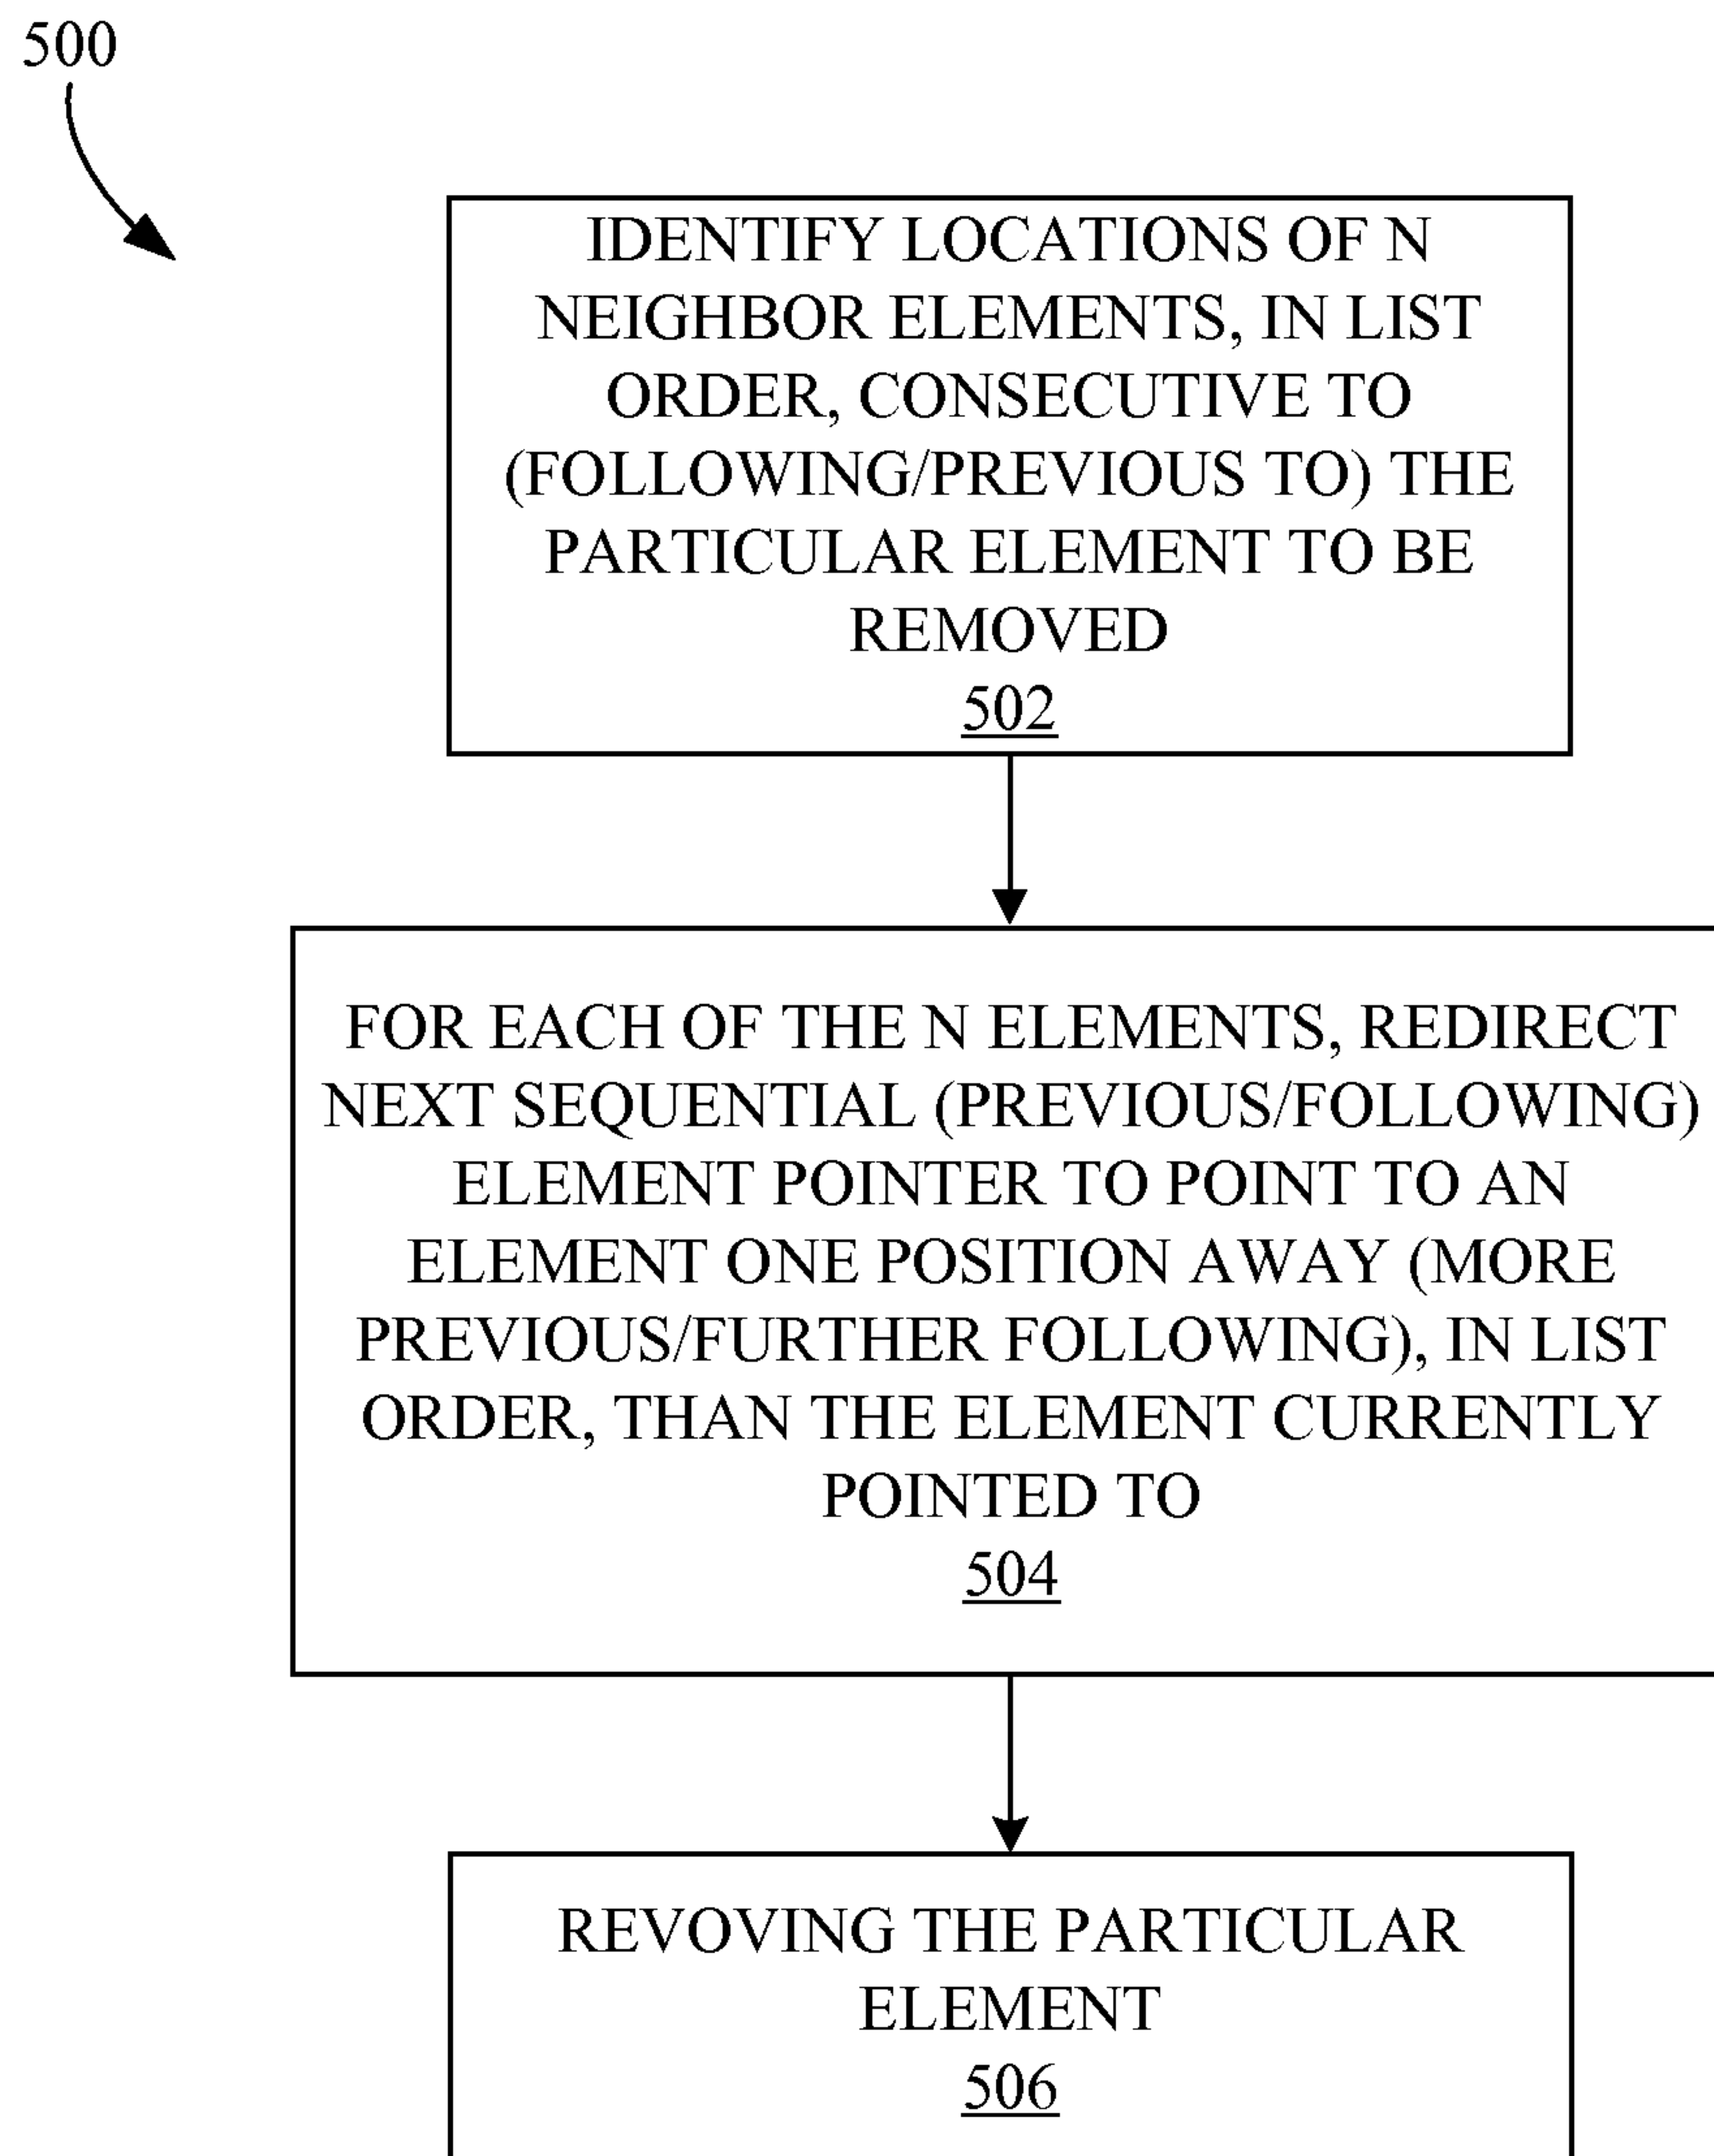 500
IDENTIFY LOCATIONS OF N
NEIGHBOR ELEMENTS, IN LIST
ORDER, CONSECUTIVE TO
(FOLLOWING/PREVIOUS TO) THE
PARTICULAR ELEMENT TO BE
REMOVED
502
FOR EACH OF THE N ELEMENTS, REDIRECT
NEXT SEQUENTIAL (PREVIOUS/FOLLOWING)
ELEMENT POINTER TO POINT TO AN
ELEMENT ONE POSITION AWAY (MORE
PREVIOUS/FURTHER FOLLOWING), IN LIST
ORDER, THAN THE ELEMENT CURRENTLY
POINTED TO
504
REVOVING THE PARTICULAR
ELEMENT
506